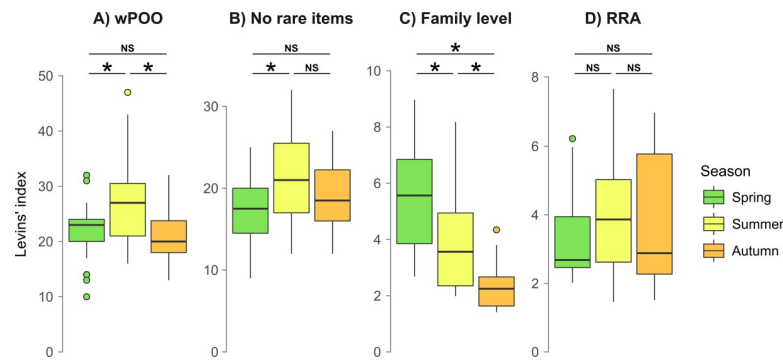 A) wPOO
B) No rare items
C) Family level
D) RRA
NS
* *
NS
* NS
*
* *
NS
NS NS
Levins' index
50
40
30
20
10
0
30
20
10
0
10
8
6
4
2
0
8
6
4
2
0
Season
Spring
Summer
Autumn